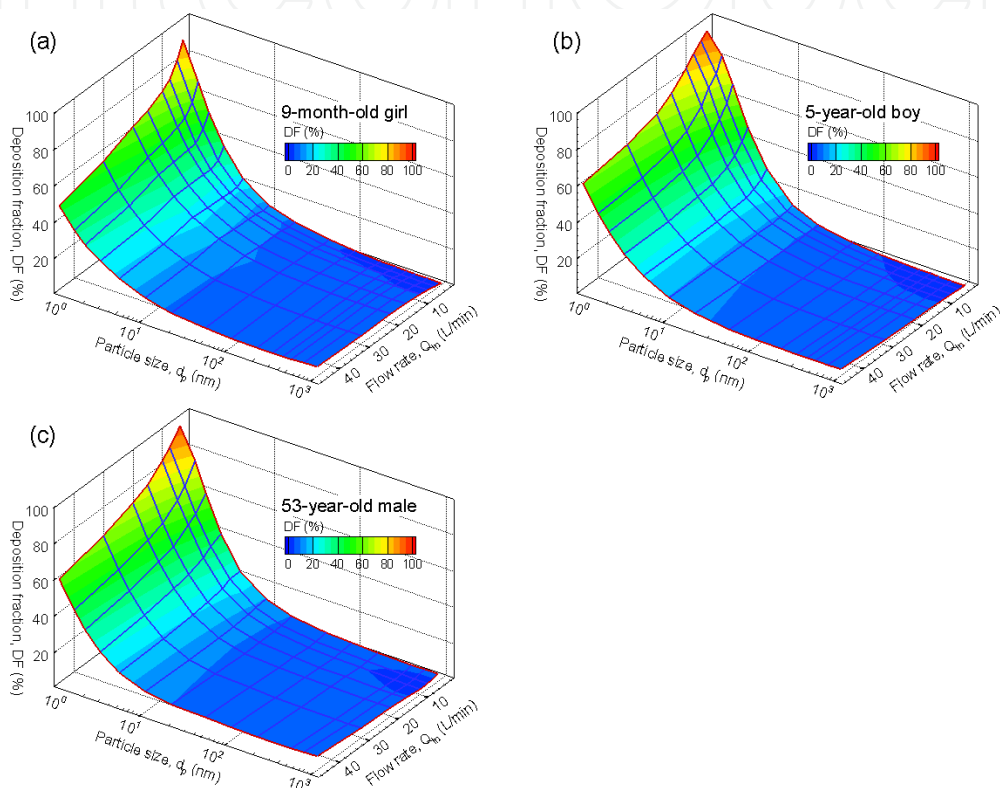 (a)
9-month-old girl
DF (%)
0 20 40 60 80 100
Deposition fraction, DF (%)
100
80
60
40
20
10⁰
10¹
10²
10³
Particle size, dₚ (nm)
10
20
30
40
Flow rate, Qᵢₙ (L/min)
(b)
5-year-old boy
DF (%)
0 20 40 60 80 100
Deposition fraction, DF (%)
100
80
60
40
20
10⁰
10¹
10²
10³
Particle size, dₚ (nm)
10
20
30
40
Flow rate, Qᵢₙ (L/min)
(c)
53-year-old male
DF (%)
0 20 40 60 80 100
Deposition fraction, DF (%)
100
80
60
40
20
10⁰
10¹
10²
10³
Particle size, dₚ (nm)
10
20
30
40
Flow rate, Qᵢₙ (L/min)